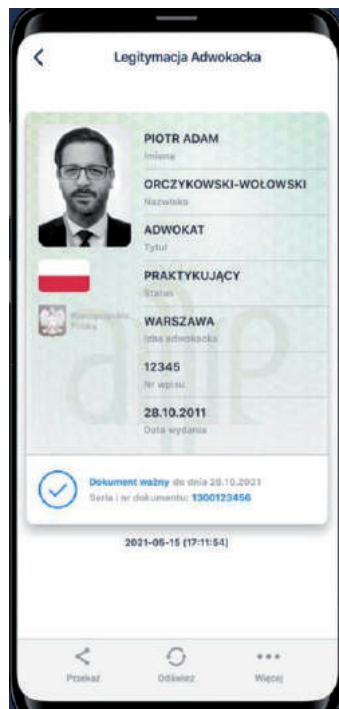 Legitymacja Adwokacka
PIOTR ADAM
Imiona
ORCZYKOWSKI-WOŁOWSKI
Nazwisko
ADWOKAT
Tytuł
PRAKTYKUJĄCY
Status
Rzeczpospolita
Polska
WARSZAWA
Izba adwokacka
12345
Nr wpisu
28.10.2011
Data wydania
Dokument ważny do dnia 28.10.2021
Seria i nr dokumentu: 1300123456
2021-05-15 (17:11:54)
Przekaż
Odśwież
Więcej